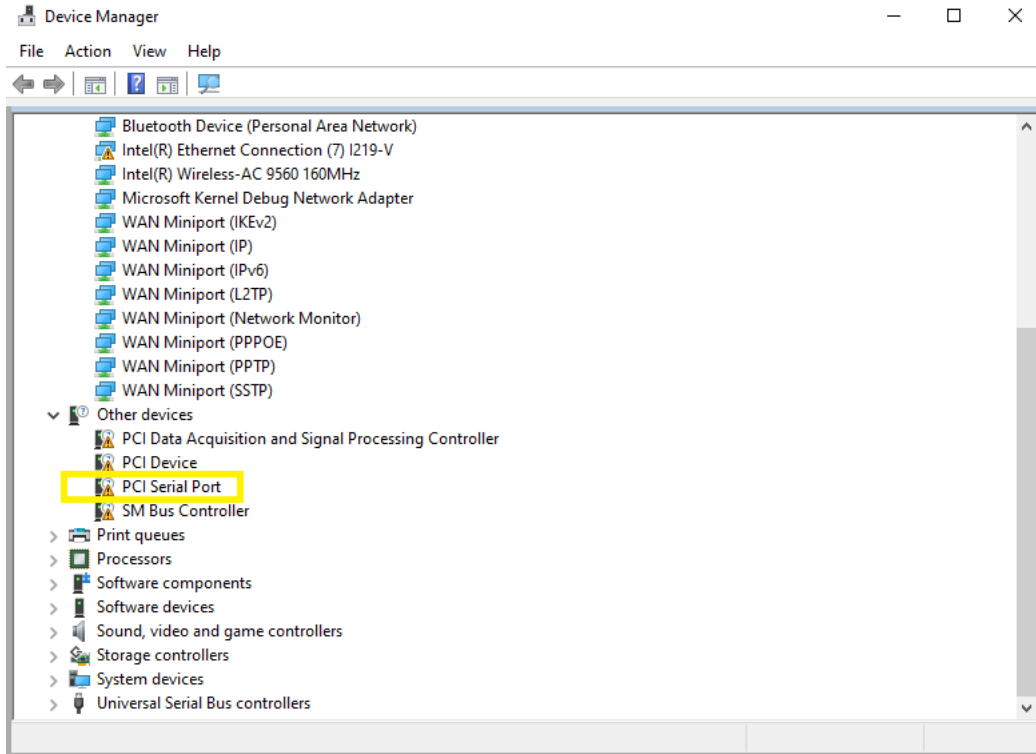 Device Manager
File Action View Help
Bluetooth Device (Personal Area Network)
Intel(R) Ethernet Connection (7) I219-V
Intel(R) Wireless-AC 9560 160MHz
Microsoft Kernel Debug Network Adapter
WAN Miniport (IKEv2)
WAN Miniport (IP)
WAN Miniport (IPv6)
WAN Miniport (L2TP)
WAN Miniport (Network Monitor)
WAN Miniport (PPPOE)
WAN Miniport (PPTP)
WAN Miniport (SSTP)
Other devices
PCI Data Acquisition and Signal Processing Controller
PCI Device
PCI Serial Port
SM Bus Controller
Print queues
Processors
Software components
Software devices
Sound, video and game controllers
Storage controllers
System devices
Universal Serial Bus controllers